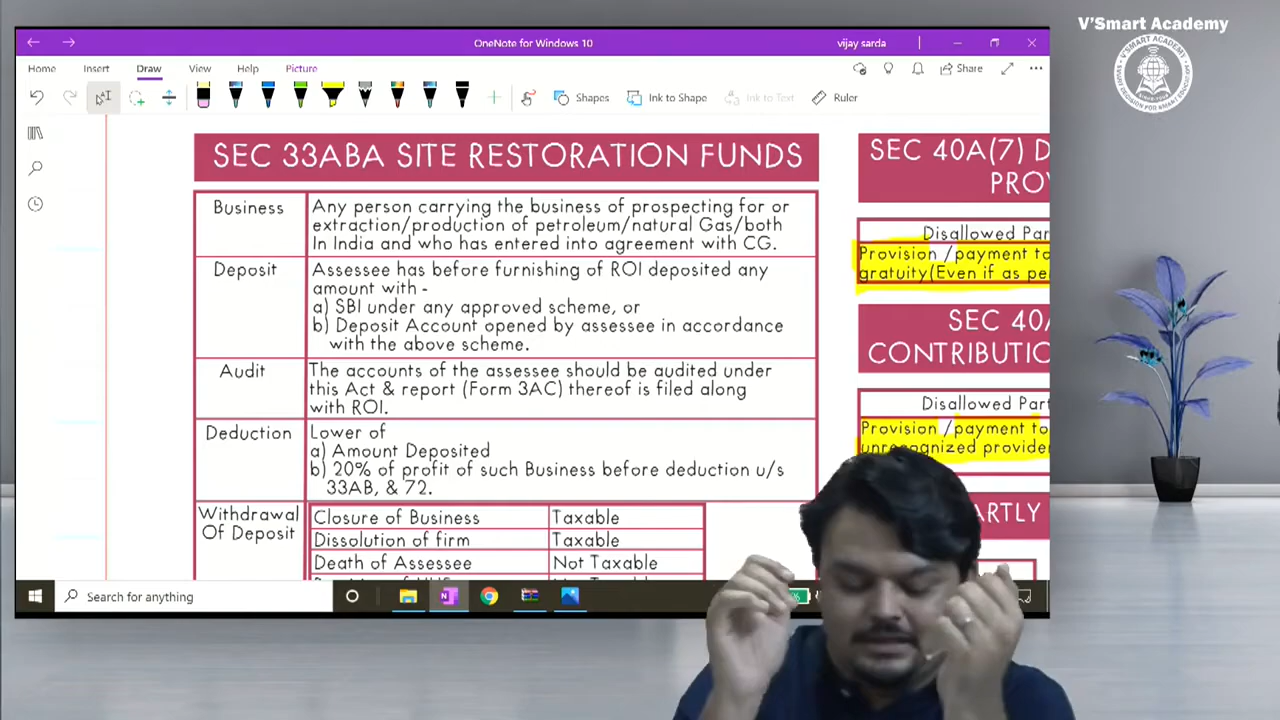 V'Smart Academy
OneNote for Windows 10
vijay sarda
Home
Insert
Draw
View
Help
Picture
Share
Shapes
Ink to Shape
Ink to Text
Ruler
SEC 33ABA SITE RESTORATION FUNDS
Business
Any person carrying the business of prospecting for or
extraction/production of petroleum/natural Gas/both
In India and who has entered into agreement with CG.
Deposit
Assessee has before furnishing of ROI deposited any
amount with -
a) SBI under any approved scheme, or
b) Deposit Account opened by assessee in accordance
with the above scheme.
Audit
The accounts of the assessee should be audited under
this Act & report (Form 3AC) thereof is filed along
with ROI.
Deduction
Lower of
a) Amount Deposited
b) 20% of profit of such Business before deduction u/s
33AB, & 72.
Withdrawal
Of Deposit
Closure of Business
Taxable
Dissolution of firm
Taxable
Death of Assessee
Not Taxable
SEC 40A(7) D
PROV
Disallowed Part
Provision /payment to
gratuity(Even if as pe
SEC 40A
CONTRIBUTIO
Disallowed Part
Provision /payment to
unrecognized provide
ARTLY
Search for anything